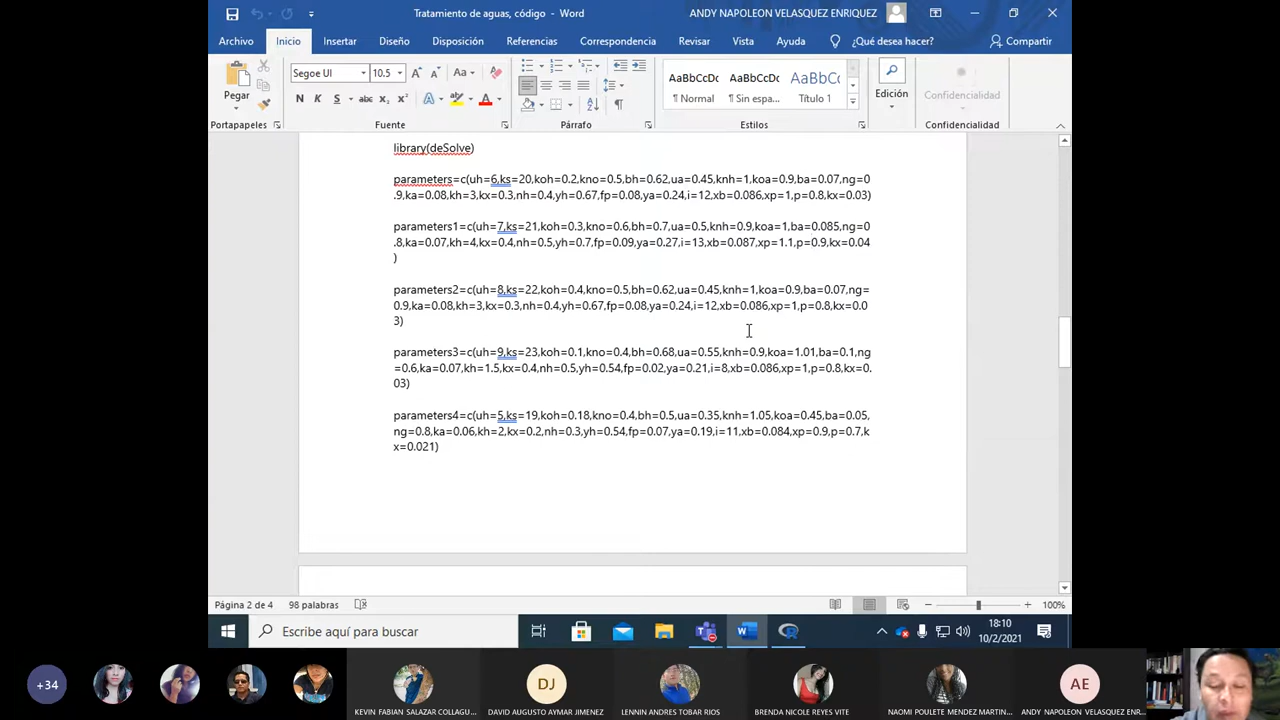 Tratamiento de aguas, código - Word
ANDY NAPOLEON VELASQUEZ ENRIQUEZ
Archivo Inicio Insertar Diseño Disposición Referencias Correspondencia Revisar Vista Ayuda ¿Qué desea hacer? Compartir
Pegar
Segoe UI 10.5
N K S abc x₂ x²
AaBbCcDc AaBbCcDc AaBbCc
¶ Normal ¶ Sin espa... Título 1
Edición
Confidencialidad
Portapapeles Fuente Párrafo Estilos Confidencialidad
library(deSolve)
parameters=c(uh=6,ks=20,koh=0.2,kno=0.5,bh=0.62,ua=0.45,knh=1,koa=0.9,ba=0.07,ng=0
.9,ka=0.08,kh=3,kx=0.3,nh=0.4,yh=0.67,fp=0.08,ya=0.24,i=12,xb=0.086,xp=1,p=0.8,kx=0.03)
parameters1=c(uh=7,ks=21,koh=0.3,kno=0.6,bh=0.7,ua=0.5,knh=0.9,koa=1,ba=0.085,ng=0
.8,ka=0.07,kh=4,kx=0.4,nh=0.5,yh=0.7,fp=0.09,ya=0.27,i=13,xb=0.087,xp=1.1,p=0.9,kx=0.04
)
parameters2=c(uh=8,ks=22,koh=0.4,kno=0.5,bh=0.62,ua=0.45,knh=1,koa=0.9,ba=0.07,ng=
0.9,ka=0.08,kh=3,kx=0.3,nh=0.4,yh=0.67,fp=0.08,ya=0.24,i=12,xb=0.086,xp=1,p=0.8,kx=0.0
3)
parameters3=c(uh=9,ks=23,koh=0.1,kno=0.4,bh=0.68,ua=0.55,knh=0.9,koa=1.01,ba=0.1,ng
=0.6,ka=0.07,kh=1.5,kx=0.4,nh=0.5,yh=0.54,fp=0.02,ya=0.21,i=8,xb=0.086,xp=1,p=0.8,kx=0.
03)
parameters4=c(uh=5,ks=19,koh=0.18,kno=0.4,bh=0.5,ua=0.35,knh=1.05,koa=0.45,ba=0.05,
ng=0.8,ka=0.06,kh=2,kx=0.2,nh=0.3,yh=0.54,fp=0.07,ya=0.19,i=11,xb=0.084,xp=0.9,p=0.7,k
x=0.021)
Página 2 de 4 98 palabras 100%
Escribe aquí para buscar
18:10
10/2/2021
+34
DJ
AE
KEVIN FABIAN SALAZAR COLLAGU... DAVID AUGUSTO AYMAR JIMENEZ LENNIN ANDRES TOBAR RIOS BRENDA NICOLE REYES VITE NAOMI POULETE MENDEZ MARTIN... ANDY NAPOLEON VELASQUEZ ENR...